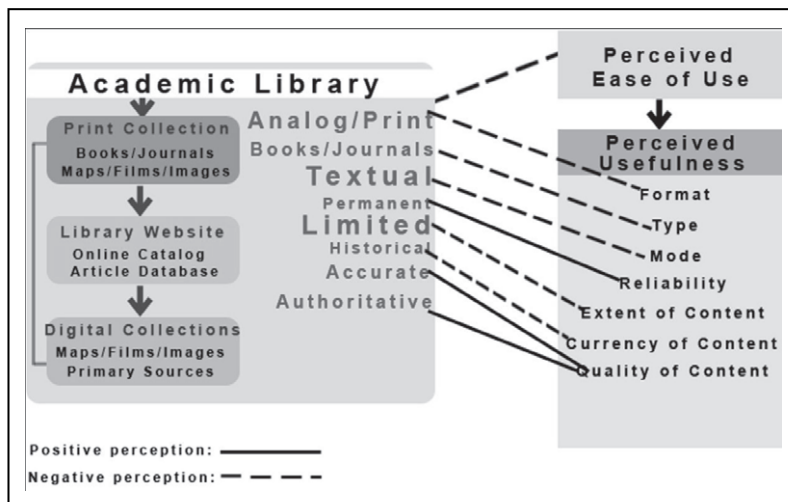 Academic Library
Print Collection
Books/Journals
Maps/Films/Images
Library Website
Online Catalog
Article Database
Digital Collections
Maps/Films/Images
Primary Sources
Analog/Print
Books/Journals
Textual
Permanent
Limited
Historical
Accurate
Authoritative
Perceived
Ease of Use
Perceived
Usefulness
Format
Type
Mode
Reliability
Extent of Content
Currency of Content
Quality of Content
Positive perception:
Negative perception: